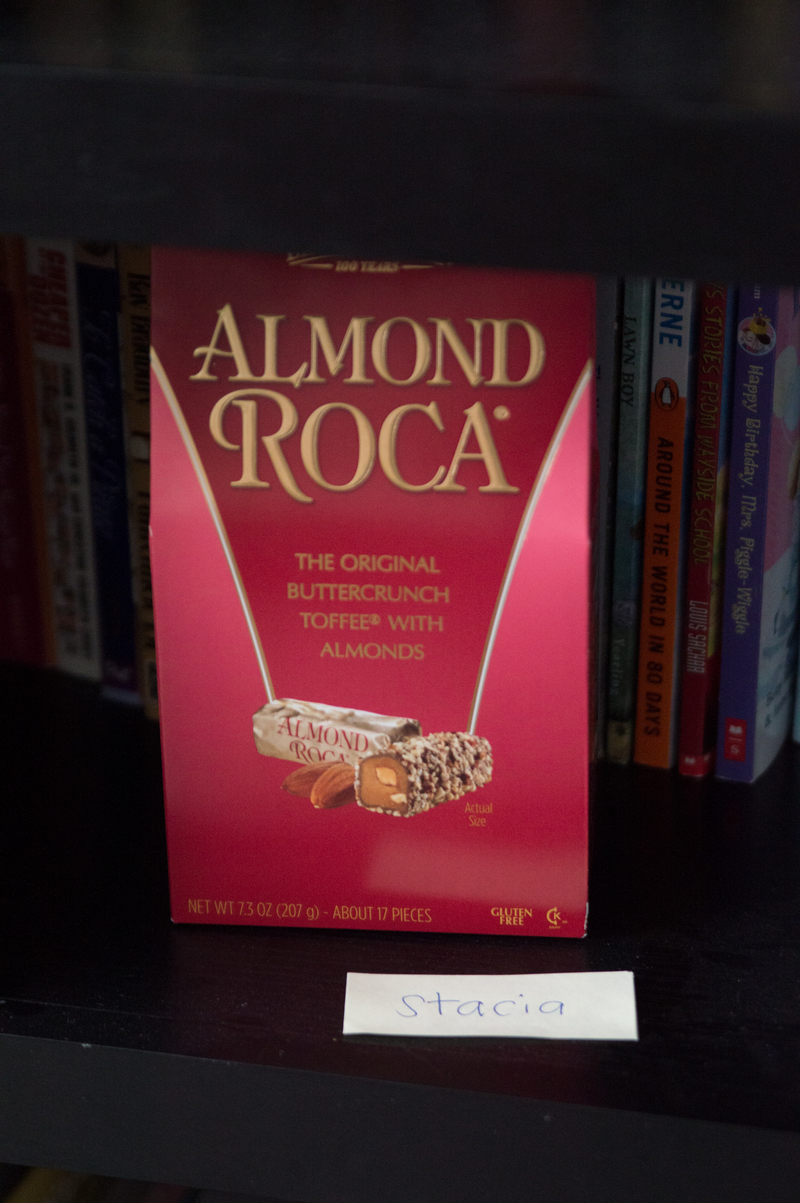 100 YEARS
ALMOND
ROCA®
THE ORIGINAL
BUTTERCRUNCH
TOFFEE® WITH
ALMONDS
ALMOND
ROCA
Actual
Size
NET WT 7.3 OZ (207 g) - ABOUT 17 PIECES
GLUTEN
FREE
stacia
LAWN BOY
Yearling
ERNE
AROUND THE WORLD IN 80 DAYS
S STORIES FROM WAYSIDE SCHOOL
LOUIS SACHAR
Happy Birthday, Mrs. Piggle-Wiggle